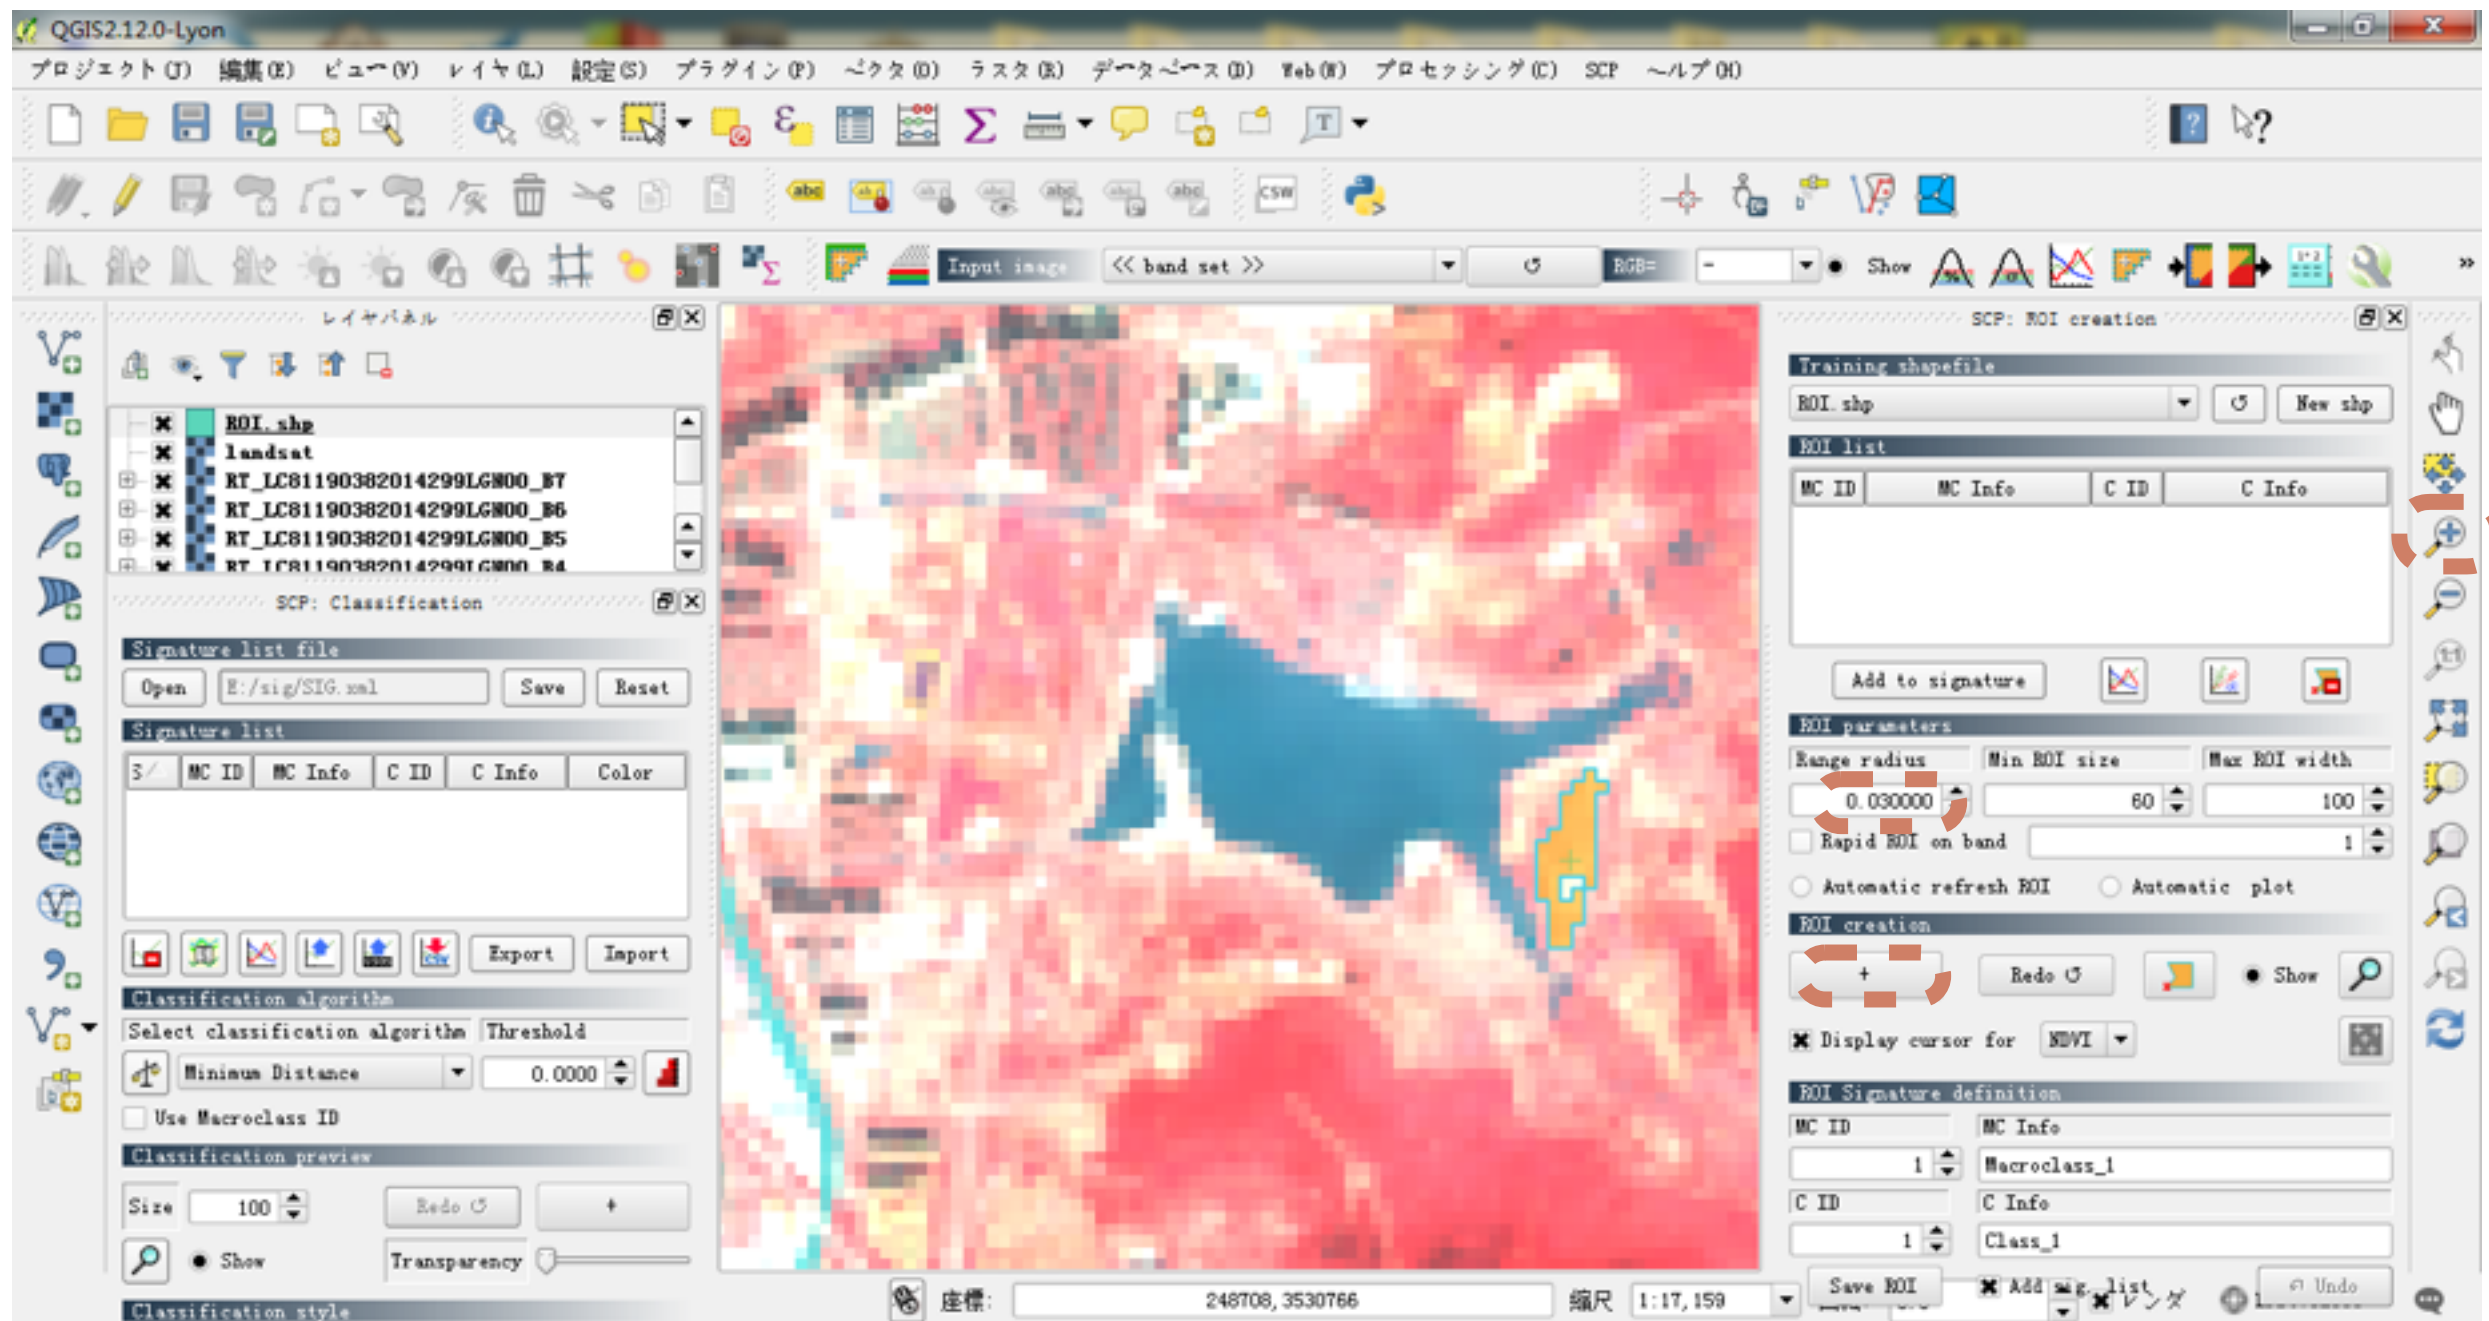 QGIS2.12.0-Lyon
プロジェクト(J) 編集(E) ビュー(V) レイヤ(L) 設定(S) プラグイン(P) ベクタ(O) ラスタ(R) データベース(D) Web(W) プロセッシング(C) SCP ヘルプ(H)
Input image << band set >> RGB= - Show
レイヤパネル
ROI.shp
landsat
RT_LC81190382014299LGN00_B7
RT_LC81190382014299LGN00_B6
RT_LC81190382014299LGN00_B5
RT_LC81190382014299LGN00_B4
SCP: Classification
Signature list file
Open E:/sig/SIG.xml Save Reset
Signature list
S MC ID MC Info C ID C Info Color
Export Import
Classification algorithm
Select classification algorithm Threshold
Minimum Distance 0.0000
Use Macroclass ID
Classification preview
Size 100 Redo +
Show Transparency
Classification style
SCP: ROI creation
Training shapefile
ROI.shp New shp
ROI list
MC ID MC Info C ID C Info
Add to signature
ROI parameters
Range radius Min ROI size Max ROI width
0.030000 60 100
Rapid ROI on band 1
Automatic refresh ROI Automatic plot
ROI creation
+ Redo Show
Display cursor for NDVI
ROI Signature definition
MC ID MC Info
1 Macroclass_1
C ID C Info
1 Class_1
Save ROI Add sig. list Undo
座標: 248708,3530766 縮尺 1:17,159 レンダ